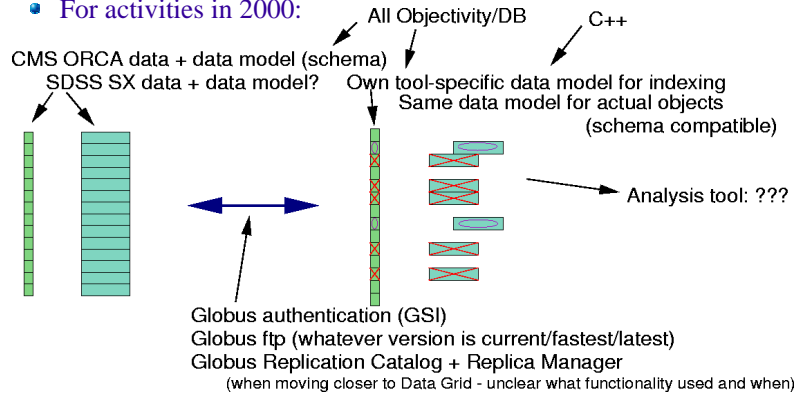 For activities in 2000:
All Objectivity/DB
C++
CMS ORCA data + data model (schema)
SDSS SX data + data model?
Own tool-specific data model for indexing
Same data model for actual objects
(schema compatible)
Analysis tool: ???
Globus authentication (GSI)
Globus ftp (whatever version is current/fastest/latest)
Globus Replication Catalog + Replica Manager
(when moving closer to Data Grid - unclear what functionality used and when)